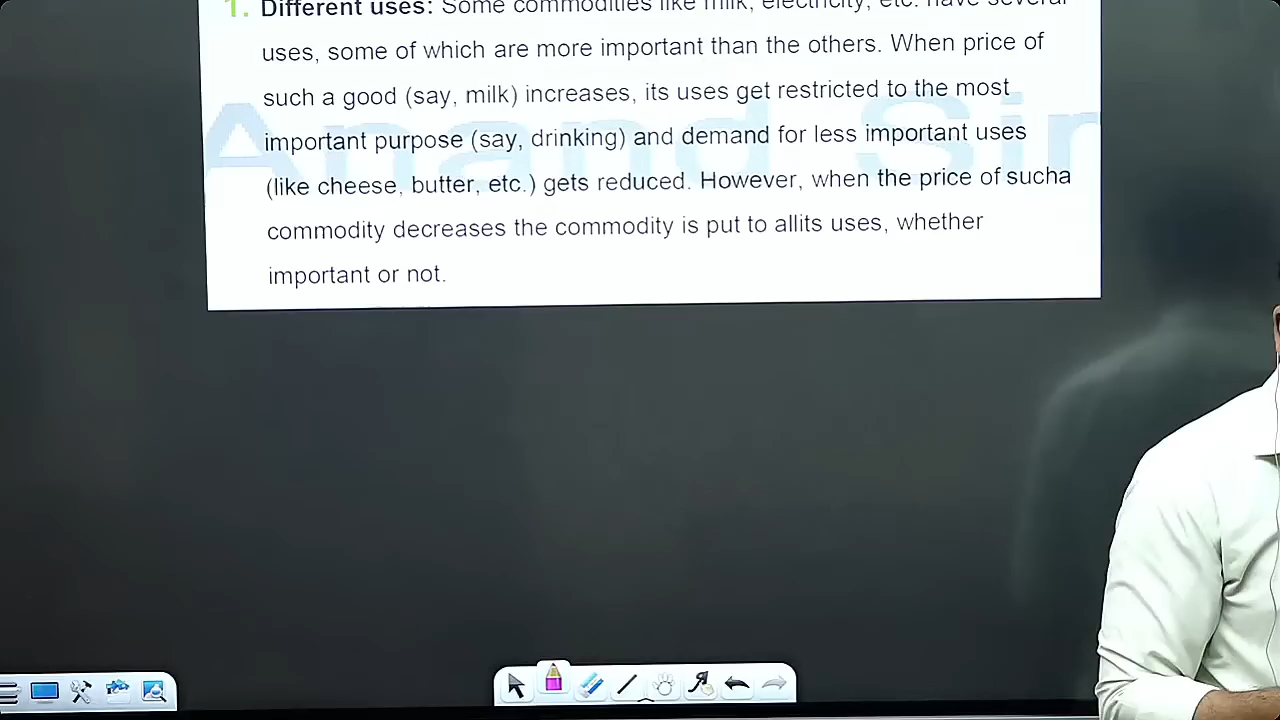 1. Different uses: Some commodities like milk, electricity, etc. have several
uses, some of which are more important than the others. When price of
such a good (say, milk) increases, its uses get restricted to the most
important purpose (say, drinking) and demand for less important uses
(like cheese, butter, etc.) gets reduced. However, when the price of sucha
commodity decreases the commodity is put to allits uses, whether
important or not.
Anand Sir